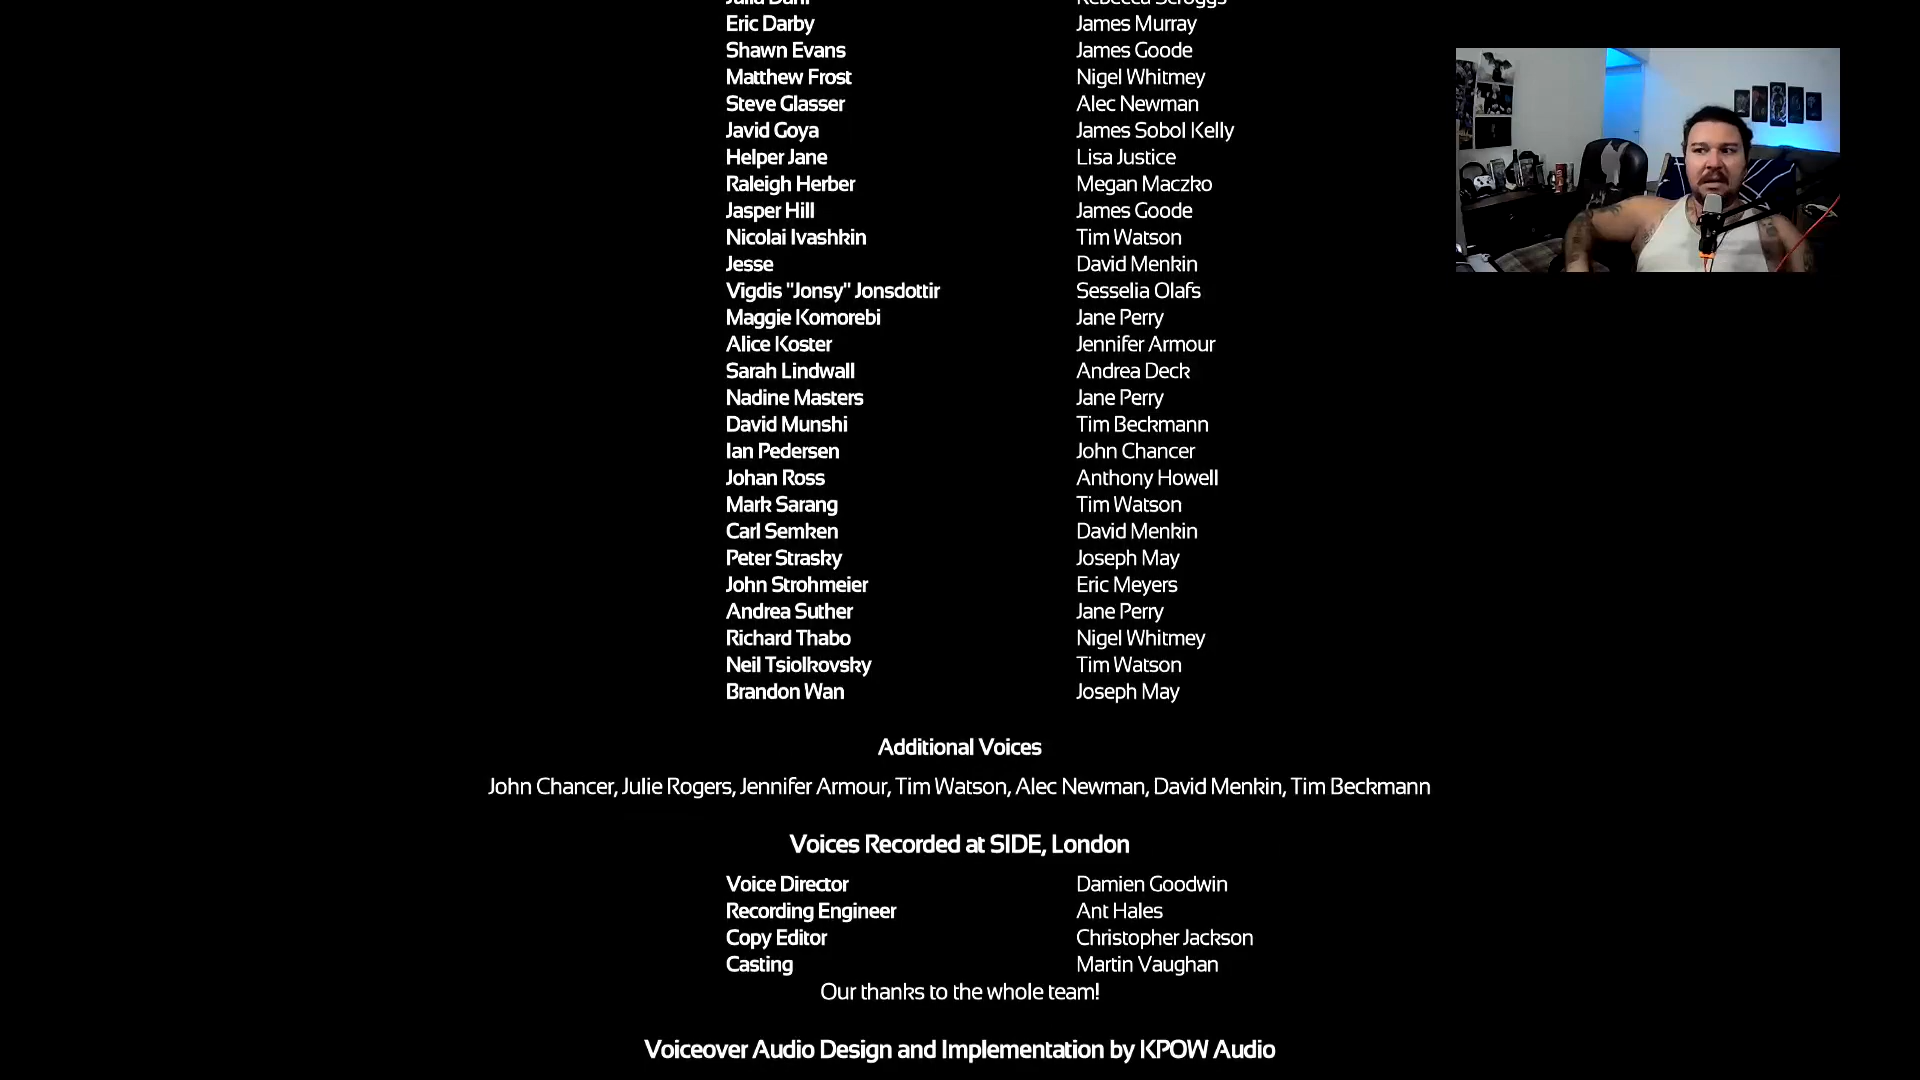 Julia Dahl Rebecca Scroggs
Eric Darby James Murray
Shawn Evans James Goode
Matthew Frost Nigel Whitmey
Steve Glasser Alec Newman
Javid Goya James Sobol Kelly
Helper Jane Lisa Justice
Raleigh Herber Megan Maczko
Jasper Hill James Goode
Nicolai Ivashkin Tim Watson
Jesse David Menkin
Vigdis "Jonsy" Jonsdottir Sesselia Olafs
Maggie Komorebi Jane Perry
Alice Koster Jennifer Armour
Sarah Lindwall Andrea Deck
Nadine Masters Jane Perry
David Munshi Tim Beckmann
Ian Pedersen John Chancer
Johan Ross Anthony Howell
Mark Sarang Tim Watson
Carl Semken David Menkin
Peter Strasky Joseph May
John Strohmeier Eric Meyers
Andrea Suther Jane Perry
Richard Thabo Nigel Whitmey
Neil Tsiolkovsky Tim Watson
Brandon Wan Joseph May
Additional Voices
John Chancer, Julie Rogers, Jennifer Armour, Tim Watson, Alec Newman, David Menkin, Tim Beckmann
Voices Recorded at SIDE, London
Voice Director Damien Goodwin
Recording Engineer Ant Hales
Copy Editor Christopher Jackson
Casting Martin Vaughan
Our thanks to the whole team!
Voiceover Audio Design and Implementation by KPOW Audio